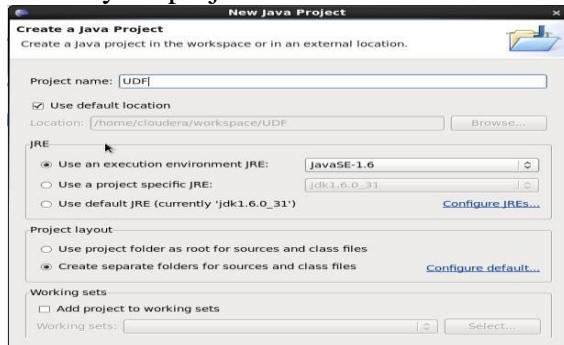 New Java Project
Create a Java Project
Create a Java project in the workspace or in an external location.
Project name: UDF
Use default location
Location: /home/cloudera/workspace/UDF Browse...
JRE
Use an execution environment JRE: JavaSE-1.6
Use a project specific JRE: jdk1.6.0_31
Use default JRE (currently 'jdk1.6.0_31') Configure JREs...
Project layout
Use project folder as root for sources and class files
Create separate folders for sources and class files Configure default...
Working sets
Add project to working sets
Working sets: Select...